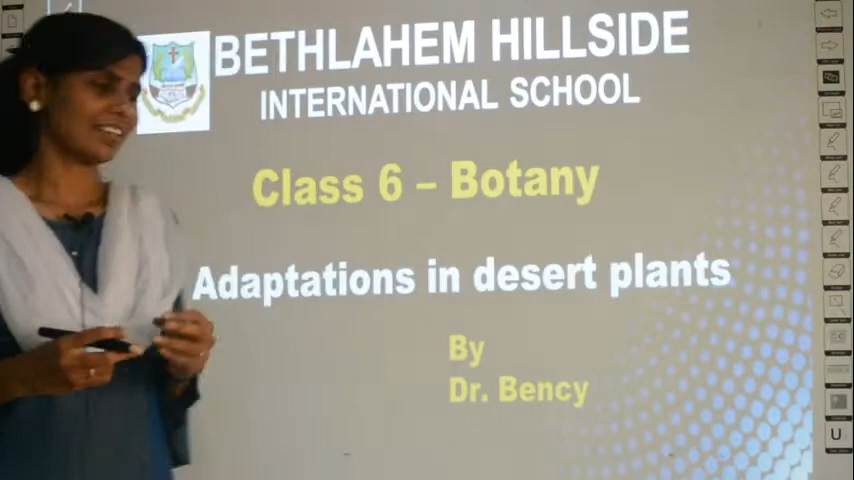 BETHLAHEM HILLSIDE
INTERNATIONAL SCHOOL
Class 6 – Botany
Adaptations in desert plants
By
Dr. Bency
U